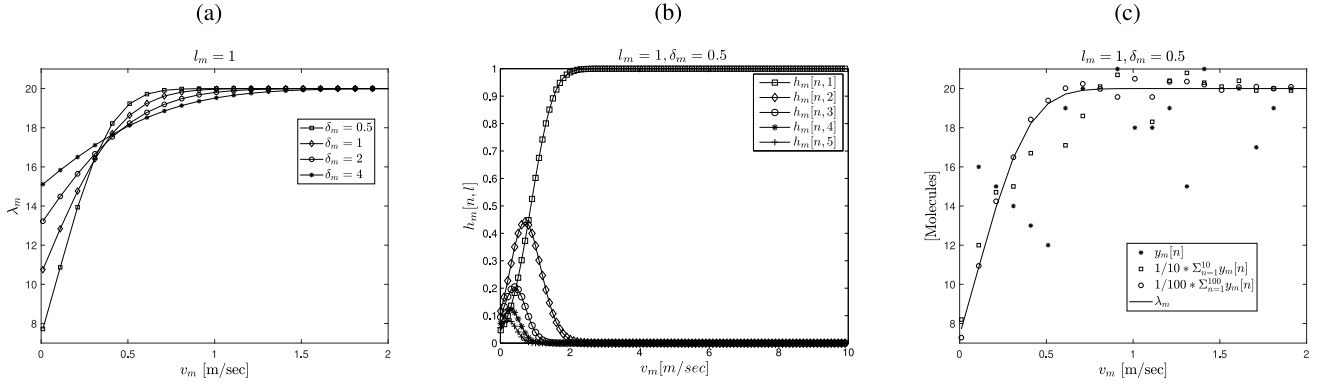 (a)
l_m = 1
20
18
16
14
12
10
8
λ_m
0
0.5
1
1.5
2
v_m [m/sec]
δ_m = 0.5
δ_m = 1
δ_m = 2
δ_m = 4
(b)
l_m = 1, δ_m = 0.5
1
0.9
0.8
0.7
0.6
0.5
0.4
0.3
0.2
0.1
0
h_m[n, l]
0
2
4
6
8
10
v_m[m/sec]
h_m[n, 1]
h_m[n, 2]
h_m[n, 3]
h_m[n, 4]
h_m[n, 5]
(c)
l_m = 1, δ_m = 0.5
20
18
16
14
12
10
8
[Molecules]
0
0.5
1
1.5
2
v_m [m/sec]
y_m[n]
1/10 * Σ_{n=1}^{10} y_m[n]
1/100 * Σ_{n=1}^{100} y_m[n]
λ_m